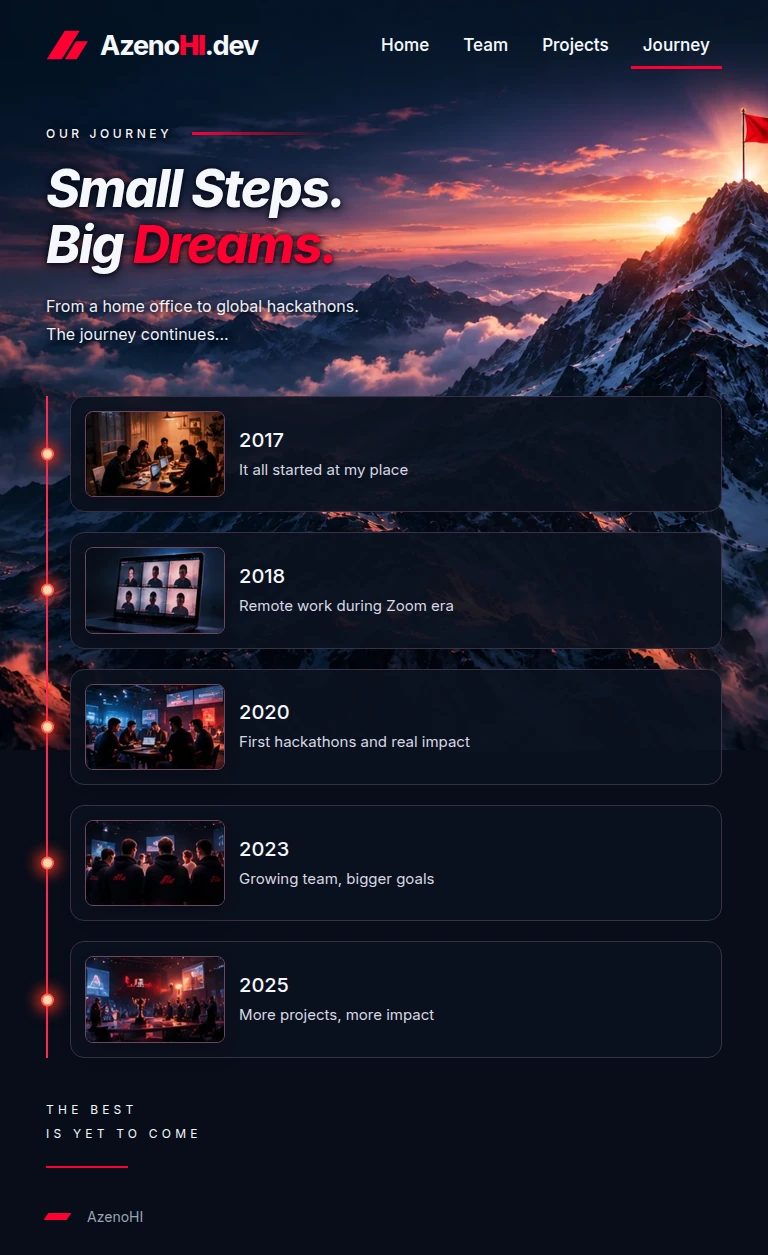 AzenoHI.dev
Home Team Projects Journey
OUR JOURNEY
Small Steps.
Big Dreams.
From a home office to global hackathons.
The journey continues...
2017
It all started at my place
2018
Remote work during Zoom era
2020
First hackathons and real impact
2023
Growing team, bigger goals
2025
More projects, more impact
THE BEST
IS YET TO COME
AzenoHI